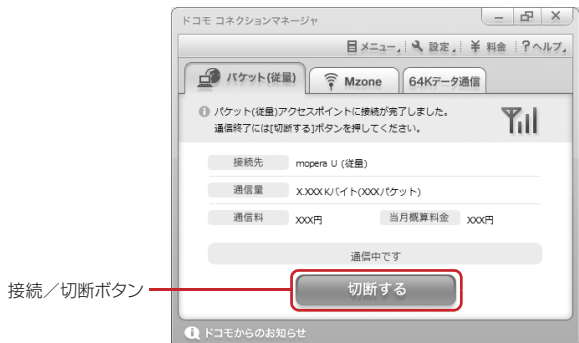 ドコモ コネクションマネージャ
メニュー 設定 ¥ 料金 ? ヘルプ
パケット(従量) Mzone 64Kデータ通信
パケット(従量)アクセスポイントに接続が完了しました。
通信終了には[切断する]ボタンを押してください。
接続先 mopera U (従量)
通信量 X.XXX Kバイト(XXXパケット)
通信料 XXX円 当月概算料金 XXX円
通信中です
接続/切断ボタン 切断する
ドコモからのお知らせ